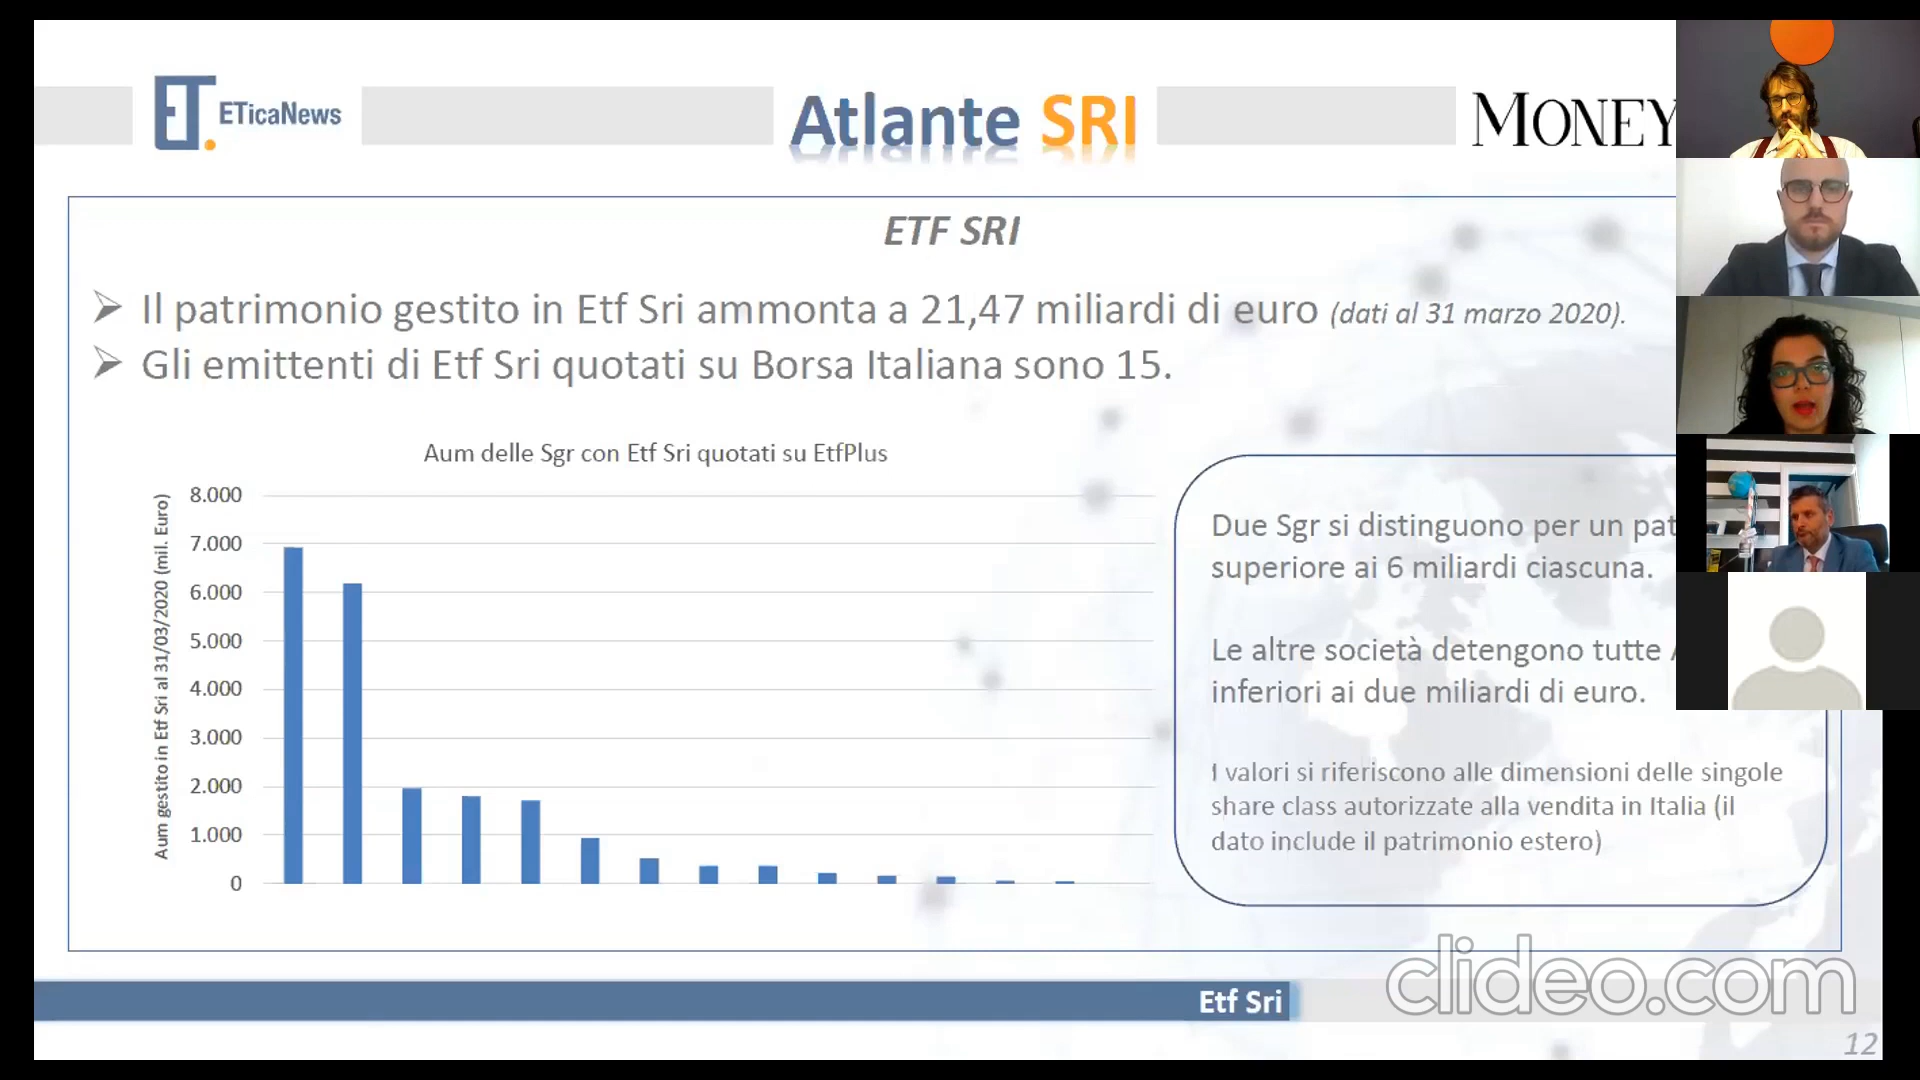 ET.
ETicaNews
Atlante SRI
MONEY
ETF SRI
Il patrimonio gestito in Etf Sri ammonta a 21,47 miliardi di euro (dati al 31 marzo 2020).
Gli emittenti di Etf Sri quotati su Borsa Italiana sono 15.
Aum delle Sgr con Etf Sri quotati su EtfPlus
Aum gestito in Etf Sri al 31/03/2020 (mil. Euro)
8.000
7.000
6.000
5.000
4.000
3.000
2.000
1.000
0
Due Sgr si distinguono per un
superiore ai 6 miliardi ciascuna.
Le altre società detengono tutte
inferiori ai due miliardi di euro.
I valori si riferiscono alle dimensioni delle singole
share class autorizzate alla vendita in Italia (il
dato include il patrimonio estero)
Etf Sri
clideo.com
12